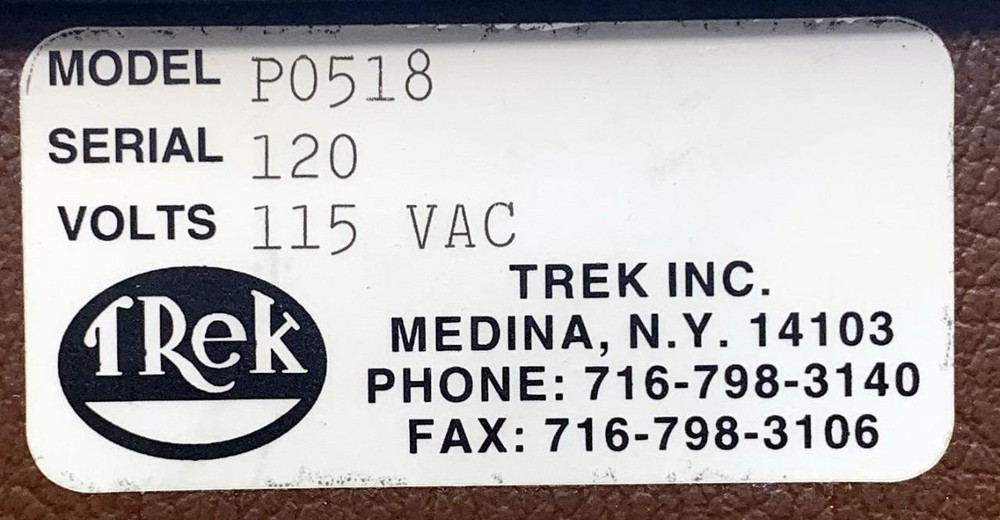 MODEL P0518
SERIAL 120
VOLTS 115 VAC
TRek
TREK INC.
MEDINA, N.Y. 14103
PHONE: 716-798-3140
FAX: 716-798-3106